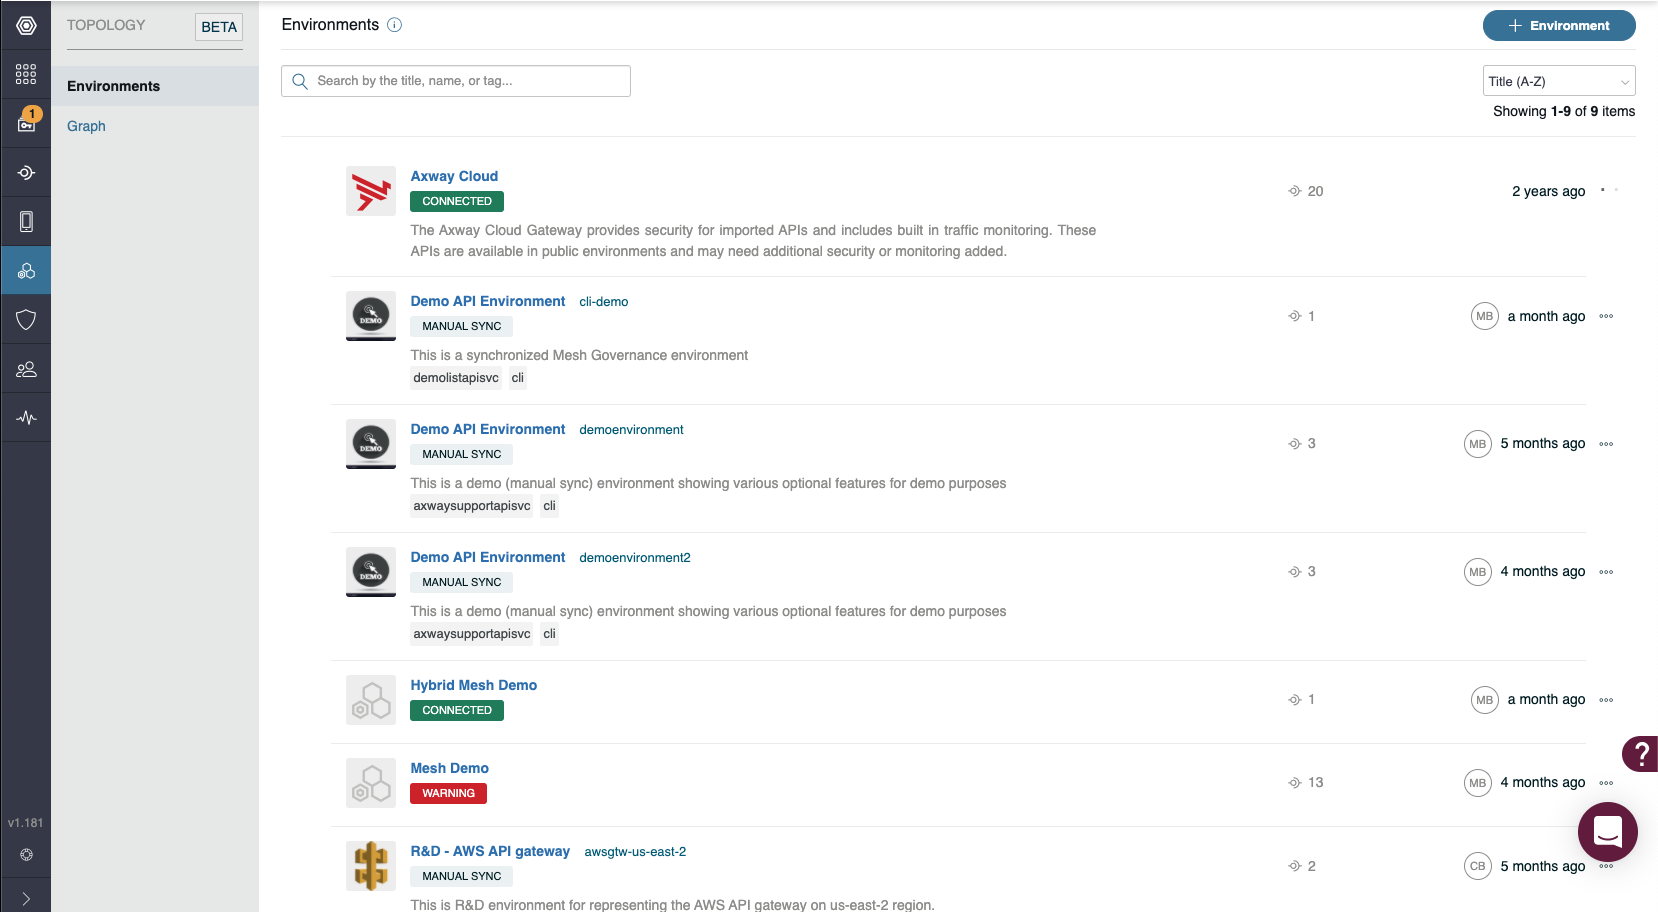 TOPOLOGY BETA
Environments
Graph
1
v1.181
Environments
+ Environment
Search by the title, name, or tag...
Title (A-Z)
Showing 1-9 of 9 items
Axway Cloud
20
2 years ago
CONNECTED
The Axway Cloud Gateway provides security for imported APIs and includes built in traffic monitoring. These
APIs are available in public environments and may need additional security or monitoring added.
Demo API Environment cli-demo
1
MB a month ago
MANUAL SYNC
This is a synchronized Mesh Governance environment
demolistapisvc cli
DEMO
Demo API Environment demoenvironment
3
MB 5 months ago
MANUAL SYNC
This is a demo (manual sync) environment showing various optional features for demo purposes
axwaysupportapisvc cli
DEMO
Demo API Environment demoenvironment2
3
MB 4 months ago
MANUAL SYNC
This is a demo (manual sync) environment showing various optional features for demo purposes
axwaysupportapisvc cli
DEMO
Hybrid Mesh Demo
1
MB a month ago
CONNECTED
Mesh Demo
13
MB 4 months ago
WARNING
R&D - AWS API gateway awsgtw-us-east-2
2
CB 5 months ago
MANUAL SYNC
This is R&D environment for representing the AWS API gateway on us-east-2 region.
?